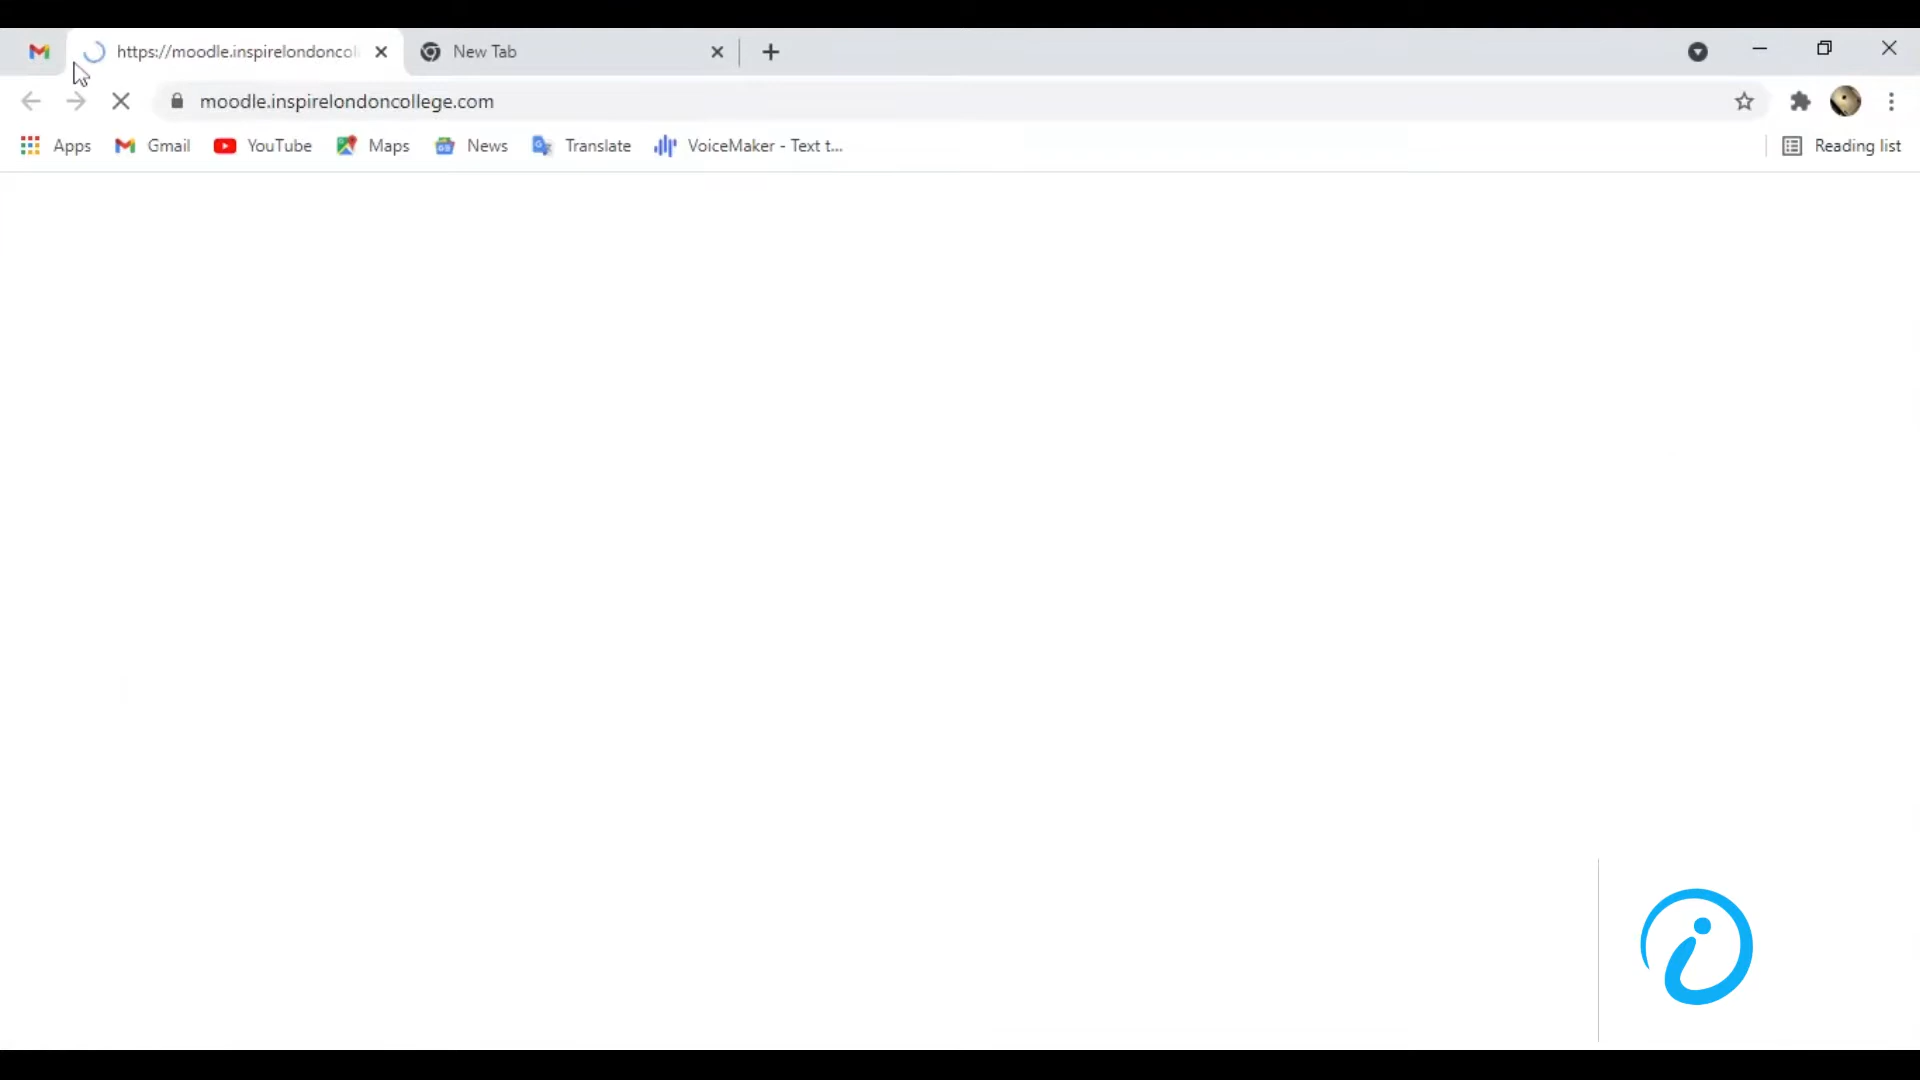 https://moodle.inspirelondoncol
New Tab
moodle.inspirelondoncollege.com
Apps
Gmail
YouTube
Maps
News
Translate
VoiceMaker - Text t...
Reading list